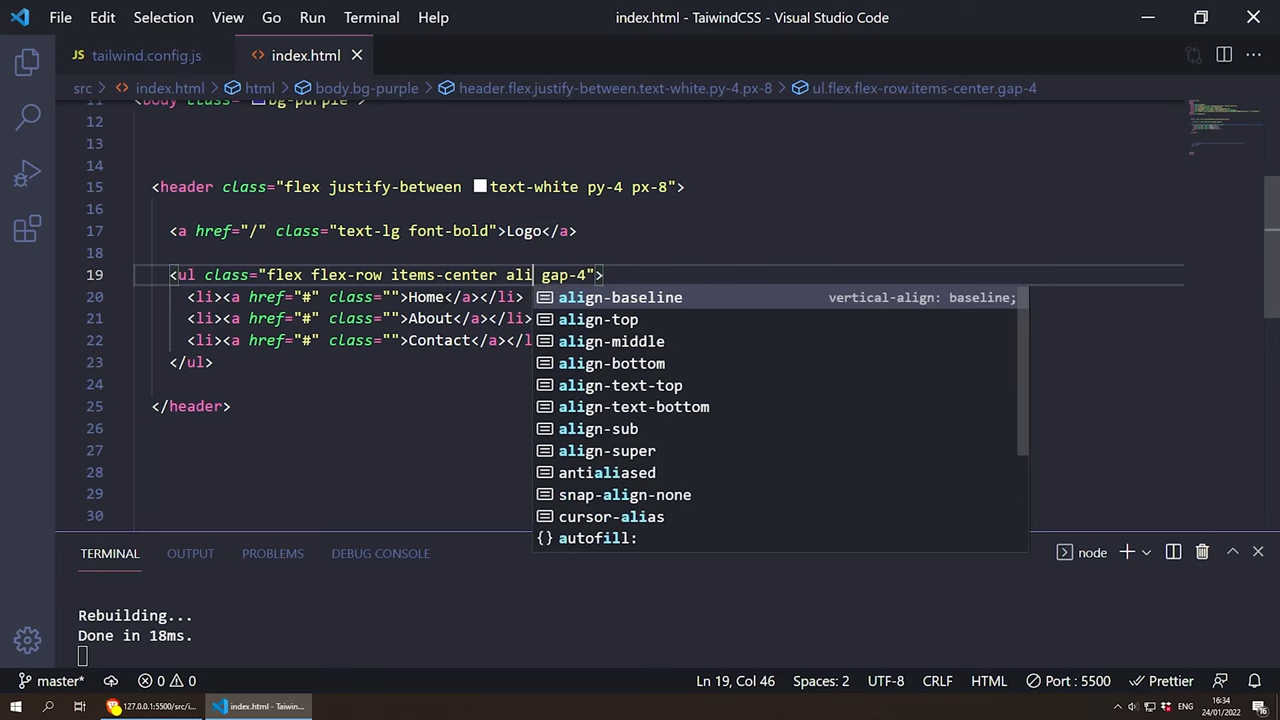 File Edit Selection View Go Run Terminal Help index.html - TaiwindCSS - Visual Studio Code
JS tailwind.config.js <> index.html
src > <> index.html > html > body.bg-purple > header.flex.justify-between.text-white.py-4.px-8 > ul.flex.flex-row.items-center.gap-4
11 <body class="bg-purple">
12
13
14
15 <header class="flex justify-between text-white py-4 px-8">
16
17 <a href="/" class="text-lg font-bold">Logo</a>
18
19 <ul class="flex flex-row items-center ali gap-4">
20 <li><a href="#" class="">Home</a></li>
21 <li><a href="#" class="">About</a></li>
22 <li><a href="#" class="">Contact</a></l
23 </ul>
24
25 </header>
26
27
28
29
30
align-baseline vertical-align: baseline;
align-top
align-middle
align-bottom
align-text-top
align-text-bottom
align-sub
align-super
antialiased
snap-align-none
cursor-alias
{} autofill:
TERMINAL OUTPUT PROBLEMS DEBUG CONSOLE node
Rebuilding...
Done in 18ms.
master* 0 0 Ln 19, Col 46 Spaces: 2 UTF-8 CRLF HTML Port : 5500 Prettier
127.0.0.1:5500/src/i... index.html - Taiwin... ENG 16:34
24/01/2022 16